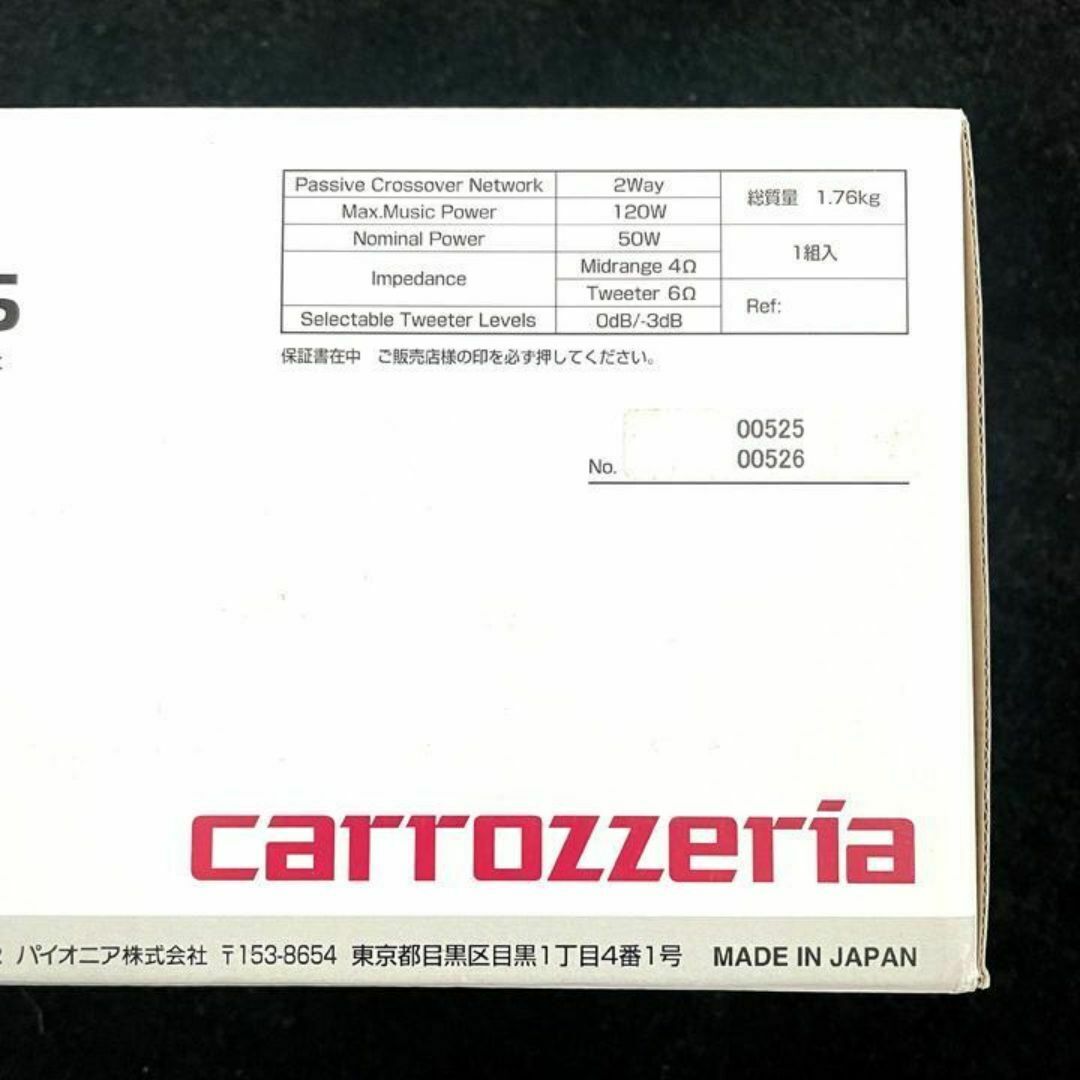 Passive Crossover Network 2Way 総質量 1.76kg
Max.Music Power 120W
Nominal Power 50W 1組入
Impedance Midrange 4Ω
Tweeter 6Ω Ref:
Selectable Tweeter Levels 0dB/-3dB
5
保証書在中 ご販売店様の印を必ず押してください。
00525
No. 00526
carrozzeria
パイオニア株式会社 〒153-8654 東京都目黒区目黒1丁目4番1号 MADE IN JAPAN